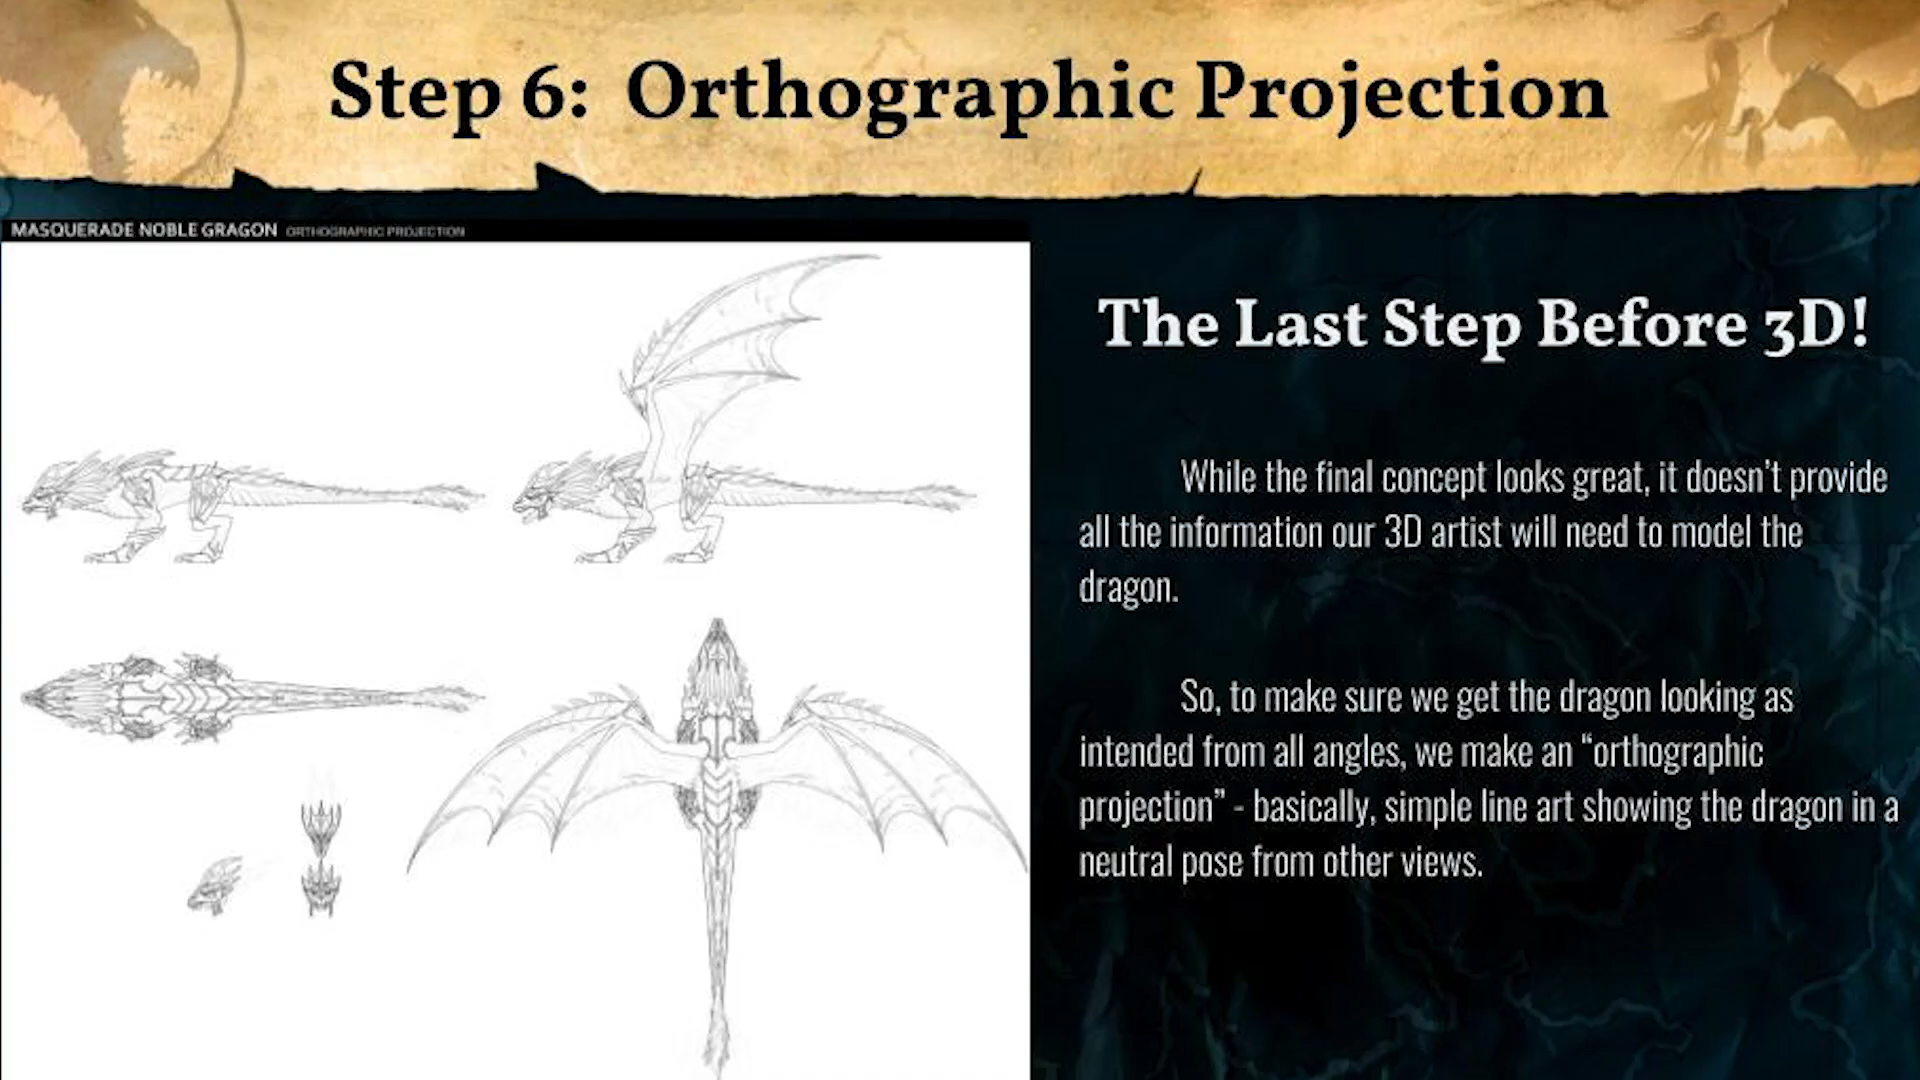 Step 6: Orthographic Projection
MASQUERADE NOBLE GRAGON ORTHOGRAPHIC PROJECTION
The Last Step Before 3D!
While the final concept looks great, it doesn’t provide
all the information our 3D artist will need to model the
dragon.
So, to make sure we get the dragon looking as
intended from all angles, we make an “orthographic
projection” - basically, simple line art showing the dragon in a
neutral pose from other views.